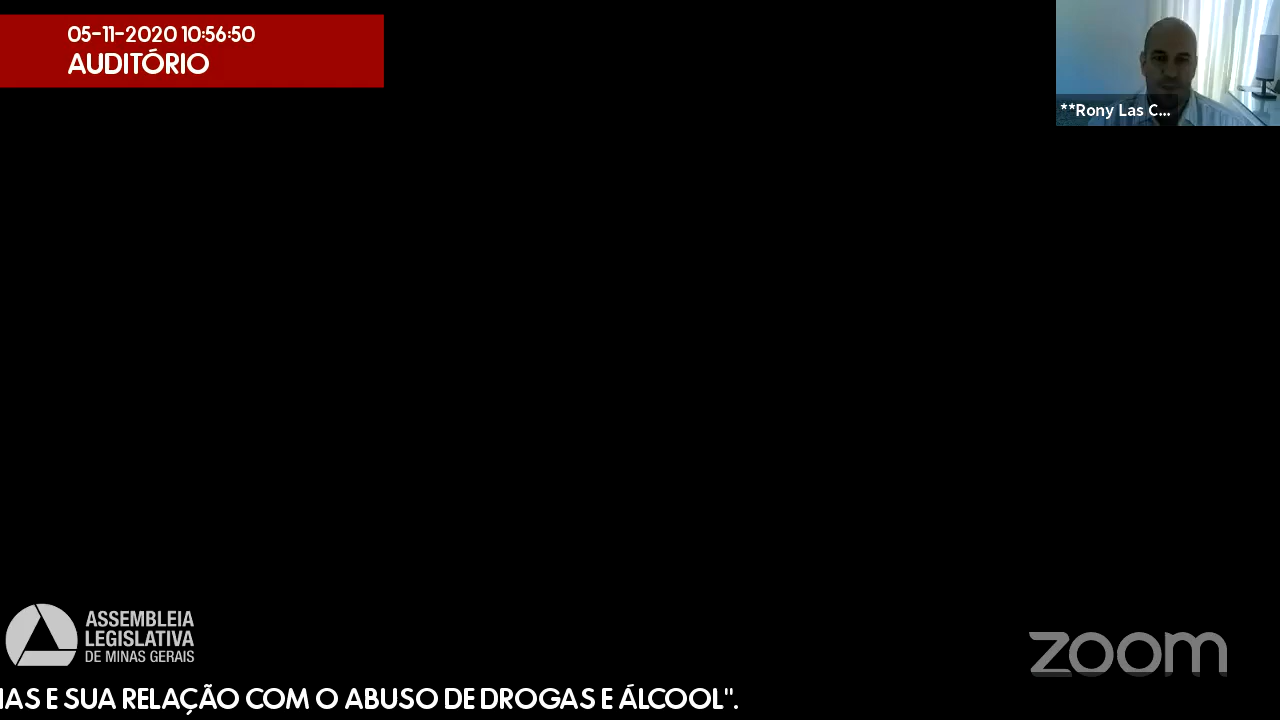 05-11-2020 10:56:50
AUDITÓRIO
**Rony Las C...
ASSEMBLEIA
LEGISLATIVA
DE MINAS GERAIS
zoom
E SUA RELAÇÃO COM O ABUSO DE DROGAS E ÁLCOOL".